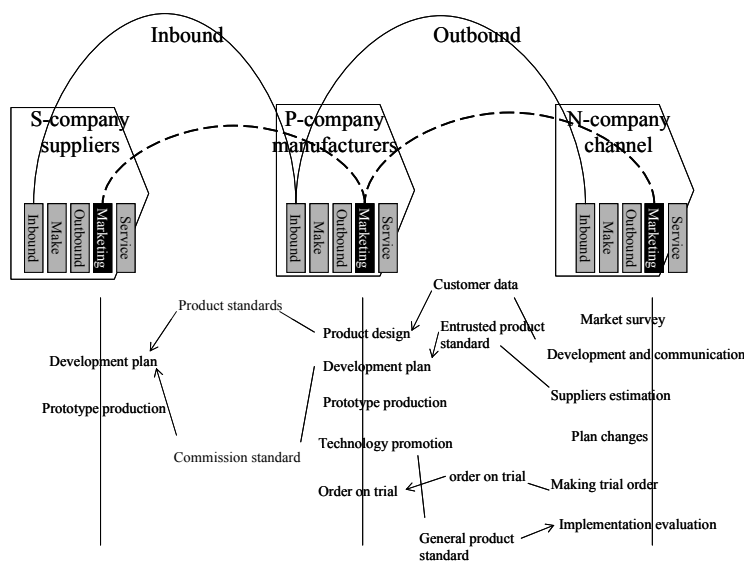 Inbound
Outbound
S-company
suppliers
P-company
manufacturers
N-company
channel
Inbound
Make
Outbound
Marketing
Service
Inbound
Make
Outbound
Marketing
Service
Inbound
Make
Outbound
Marketing
Service
Customer data
Product standards
Product design
Entrusted product
standard
Market survey
Development plan
Development plan
Development and communication
Prototype production
Prototype production
Suppliers estimation
Technology promotion
Plan changes
Commission standard
Order on trial
order on trial
Making trial order
General product
standard
Implementation evaluation